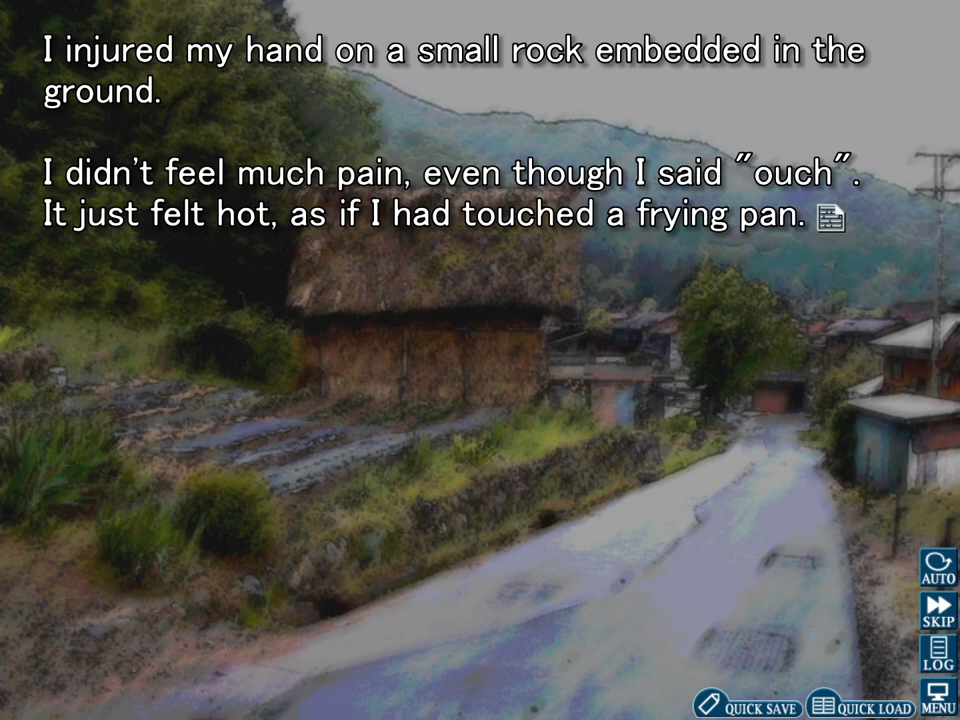 I injured my hand on a small rock embedded in the
ground.
I didn't feel much pain, even though I said "ouch".
It just felt hot, as if I had touched a frying pan.
AUTO
SKIP
LOG
MENU
QUICK SAVE
QUICK LOAD